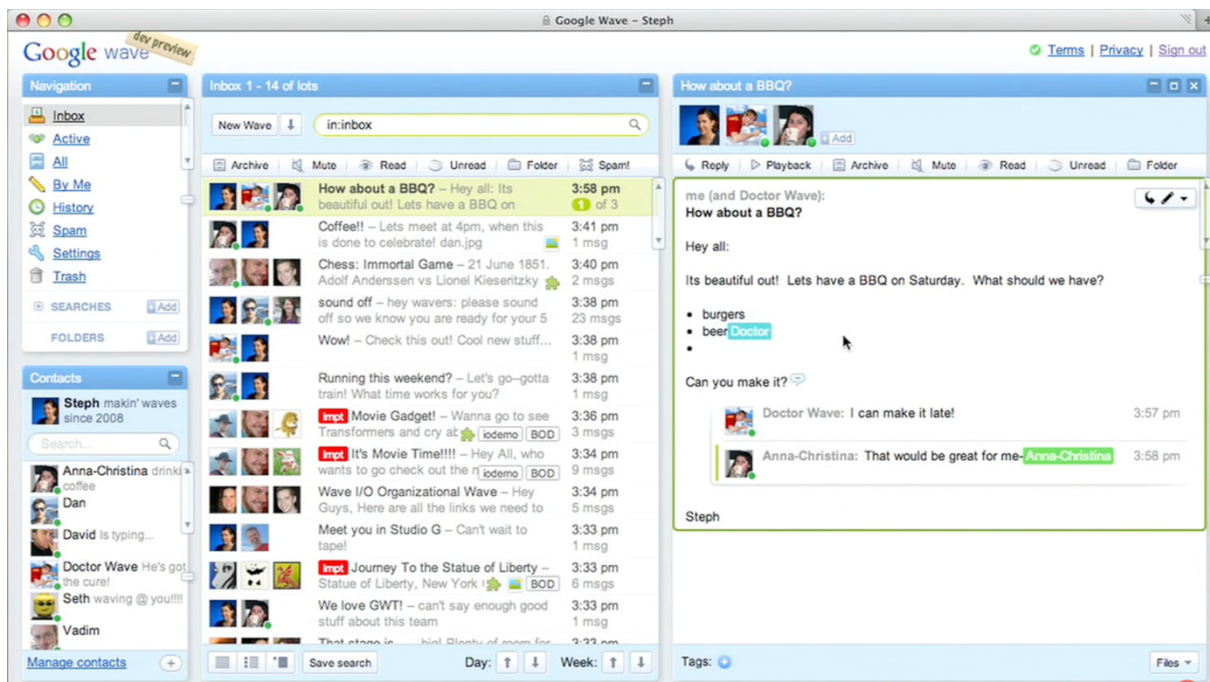 Google Wave – Steph
Google wave
dev preview
Terms | Privacy | Sign out
Navigation
Inbox
Active
All
By Me
History
Spam
Settings
Trash
SEARCHES Add
FOLDERS Add
Contacts
Steph makin' waves
since 2008
Search...
Anna-Christina drinkin
coffee
Dan
David Is typing...
Doctor Wave He's got
the cure!
Seth waving @ you!!!!
Vadim
Manage contacts
Inbox 1 - 14 of lots
New Wave in:inbox
Archive Mute Read Unread Folder Spam!
How about a BBQ? – Hey all: Its 3:58 pm
beautiful out! Lets have a BBQ on 1 of 3
Coffee!! – Lets meet at 4pm, when this 3:41 pm
is done to celebrate! dan.jpg 1 msg
Chess: Immortal Game – 21 June 1851. 3:40 pm
Adolf Anderssen vs Lionel Kieseritzky 2 msgs
sound off – hey wavers: please sound 3:38 pm
off so we know you are ready for your 5 23 msgs
Wow! – Check this out! Cool new stuff... 3:38 pm
1 msg
Running this weekend? – Let's go–gotta 3:38 pm
train! What time works for you? 1 msg
Impt Movie Gadget! – Wanna go to see 3:36 pm
Transformers and cry at iodemo BOD 3 msgs
Impt It's Movie Time!!!! – Hey All, who 3:34 pm
wants to go check out the n iodemo BOD 9 msgs
Wave I/O Organizational Wave – Hey 3:34 pm
Guys, Here are all the links we need to 5 msgs
Meet you in Studio G – Can't wait to 3:33 pm
tape! 1 msg
Impt Journey To the Statue of Liberty – 3:33 pm
Statue of Liberty, New York BOD 6 msgs
We love GWT! – can't say enough good 3:33 pm
stuff about this team 1 msg
That stage is big! Plenty of room for 3:33 pm
Save search Day: Week:
How about a BBQ?
Add
Reply Playback Archive Mute Read Unread Folder
me (and Doctor Wave):
How about a BBQ?
Hey all:
Its beautiful out! Lets have a BBQ on Saturday. What should we have?
• burgers
• beer Doctor
•
Can you make it?
Doctor Wave: I can make it late! 3:57 pm
Anna-Christina: That would be great for me- Anna-Christina 3:58 pm
Steph
Tags: Files